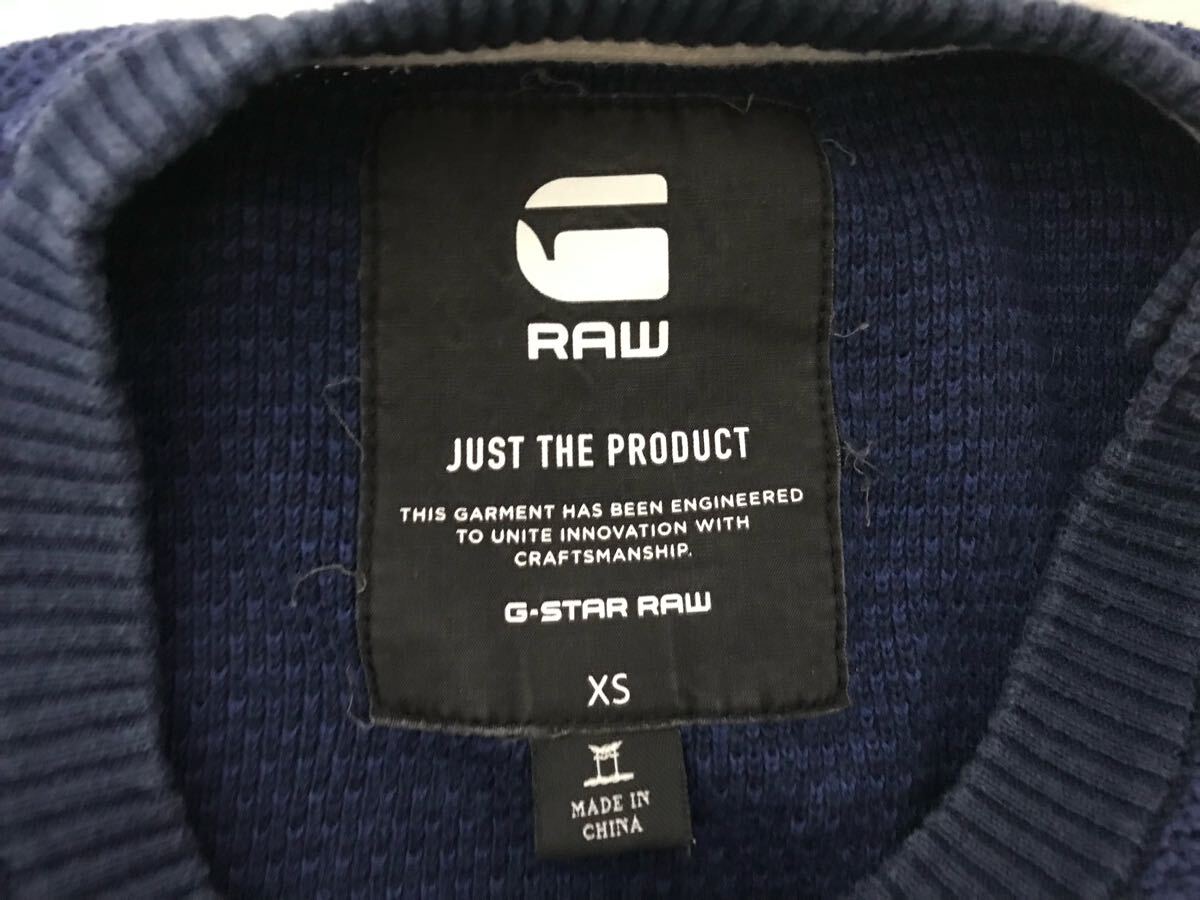 G
RAW
JUST THE PRODUCT
THIS GARMENT HAS BEEN ENGINEERED
TO UNITE INNOVATION WITH
CRAFTSMANSHIP.
G-STAR RAW
XS
MADE IN
CHINA